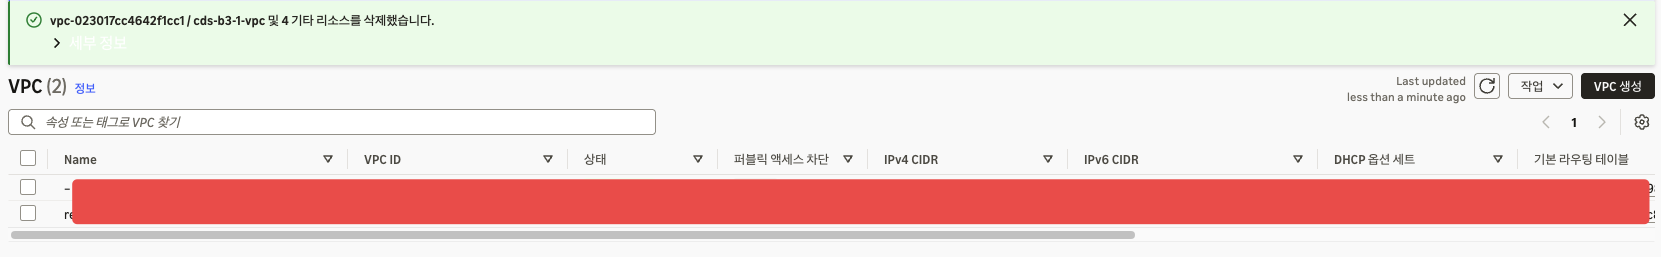 vpc-023017cc4642f1cc1 / cds-b3-1-vpc 및 4 기타 리소스를 삭제했습니다.
세부 정보
VPC (2) 정보
Last updated
less than a minute ago
작업
VPC 생성
속성 또는 태그로 VPC 찾기
1
Name VPC ID 상태 퍼블릭 액세스 차단 IPv4 CIDR IPv6 CIDR DHCP 옵션 세트 기본 라우팅 테이블
–